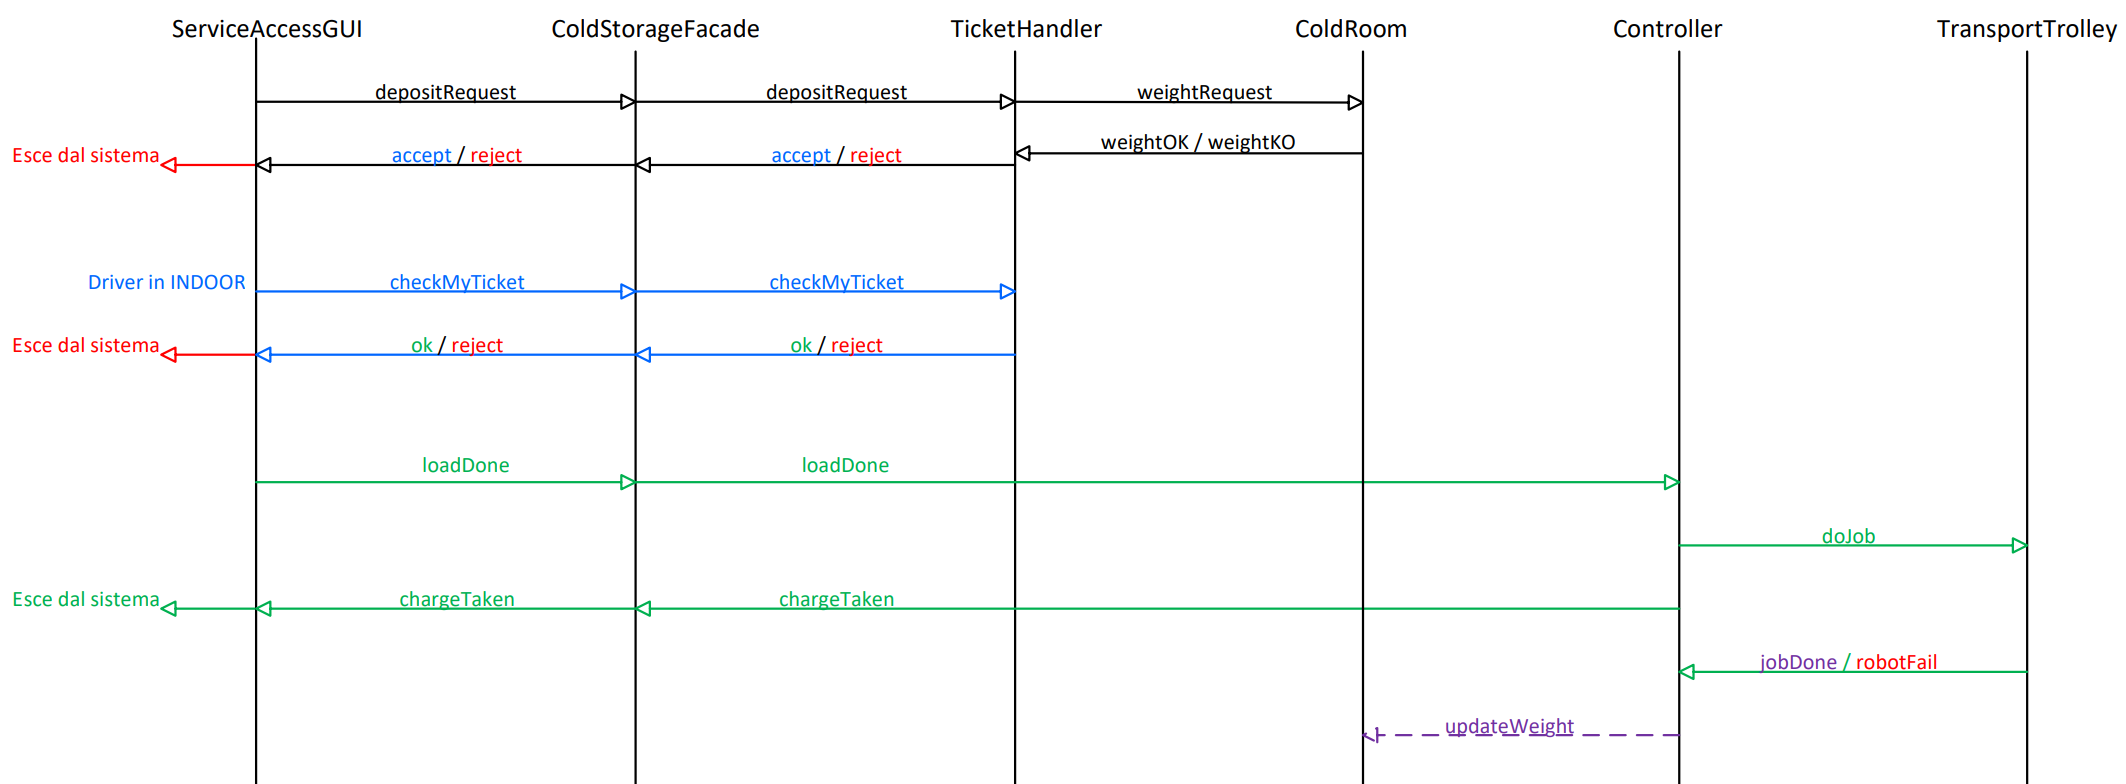 ServiceAccessGUI ColdStorageFacade TicketHandler ColdRoom Controller TransportTrolley
depositRequest depositRequest weightRequest
weightOK / weightKO
Esce dal sistema accept / reject accept / reject
Driver in INDOOR checkMyTicket checkMyTicket
Esce dal sistema ok / reject ok / reject
loadDone loadDone
doJob
Esce dal sistema chargeTaken chargeTaken
jobDone / robotFail
updateWeight